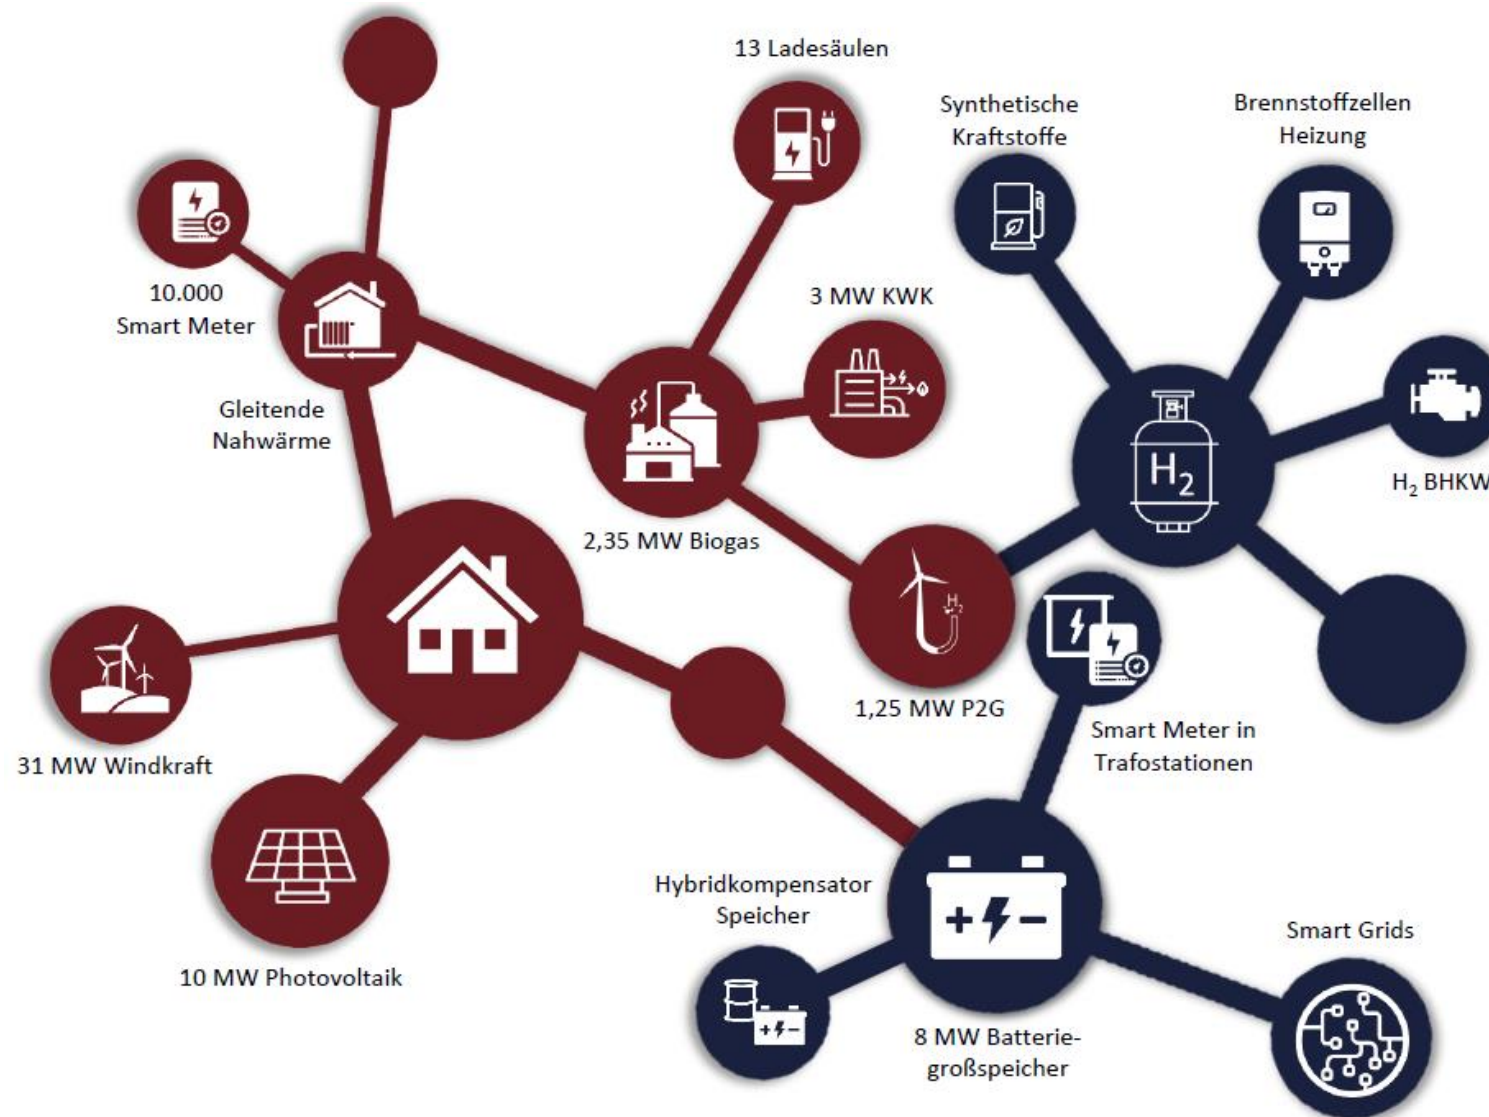 13 Ladesäulen
Synthetische
Kraftstoffe
Brennstoffzellen
Heizung
10.000
Smart Meter
3 MW KWK
Gleitende
Nahwärme
H₂
H₂ BHKW
2,35 MW Biogas
H₂
1,25 MW P2G
Smart Meter in
Trafostationen
31 MW Windkraft
Hybridkompensator
Speicher
Smart Grids
10 MW Photovoltaik
8 MW Batterie-
großspeicher